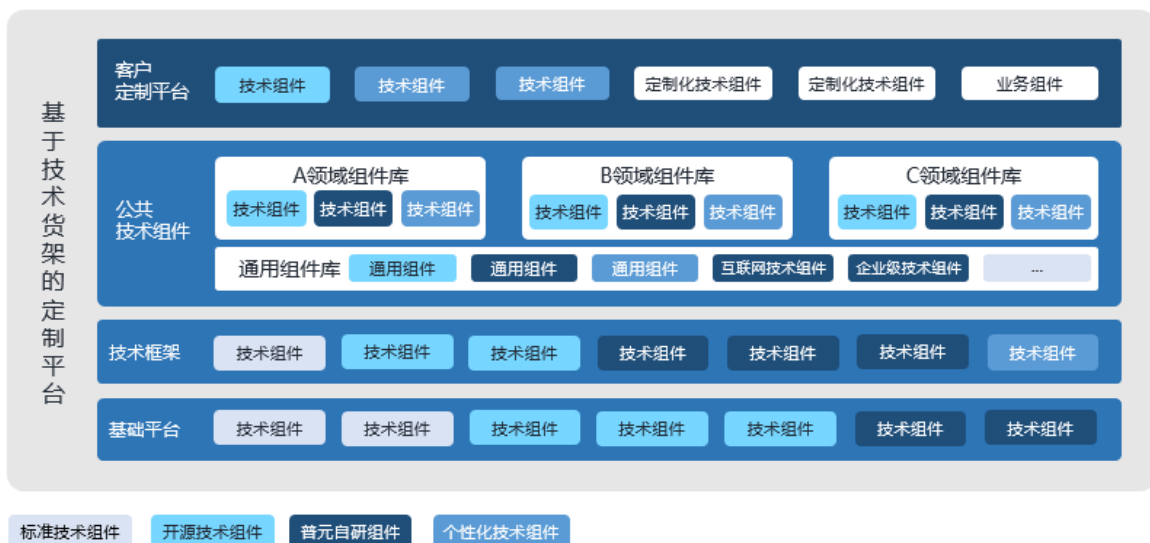 基于技术货架的定制平台
客户
定制平台
技术组件 技术组件 技术组件 定制化技术组件 定制化技术组件 业务组件
公共
技术组件
A领域组件库
技术组件 技术组件 技术组件
B领域组件库
技术组件 技术组件 技术组件
C领域组件库
技术组件 技术组件 技术组件
通用组件库 通用组件 通用组件 通用组件 互联网技术组件 企业级技术组件 ...
技术框架 技术组件 技术组件 技术组件 技术组件 技术组件 技术组件 技术组件
基础平台 技术组件 技术组件 技术组件 技术组件 技术组件 技术组件 技术组件
标准技术组件 开源技术组件 普元自研组件 个性化技术组件